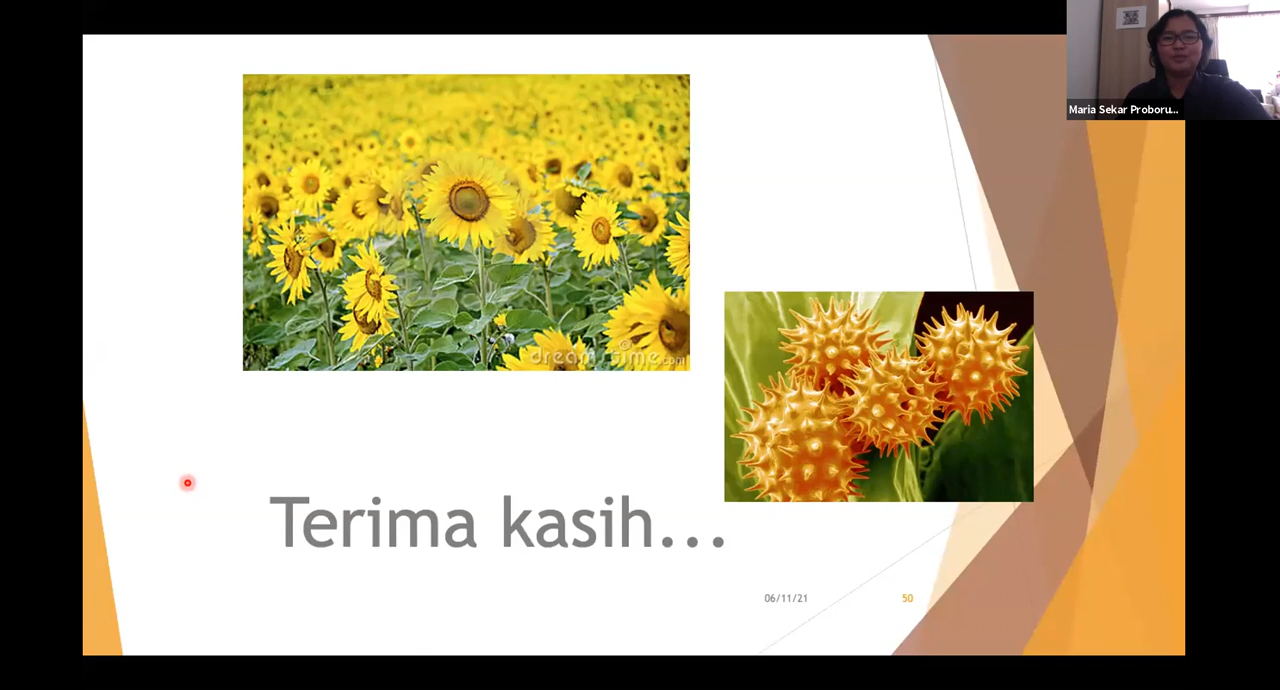 Maria Sekar Proboru...
dreamstime.com
Terima kasih...
06/11/21
50